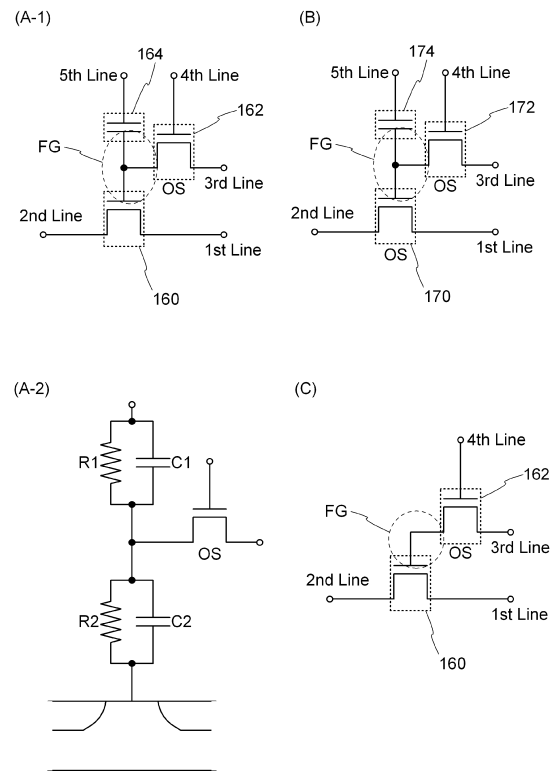 (A-1)
164
5th Line
4th Line
162
FG
3rd Line
OS
2nd Line
1st Line
160
(B)
174
5th Line
4th Line
172
FG
3rd Line
OS
2nd Line
1st Line
OS
170
(A-2)
R1
C1
OS
R2
C2
(C)
4th Line
162
FG
3rd Line
OS
2nd Line
1st Line
160